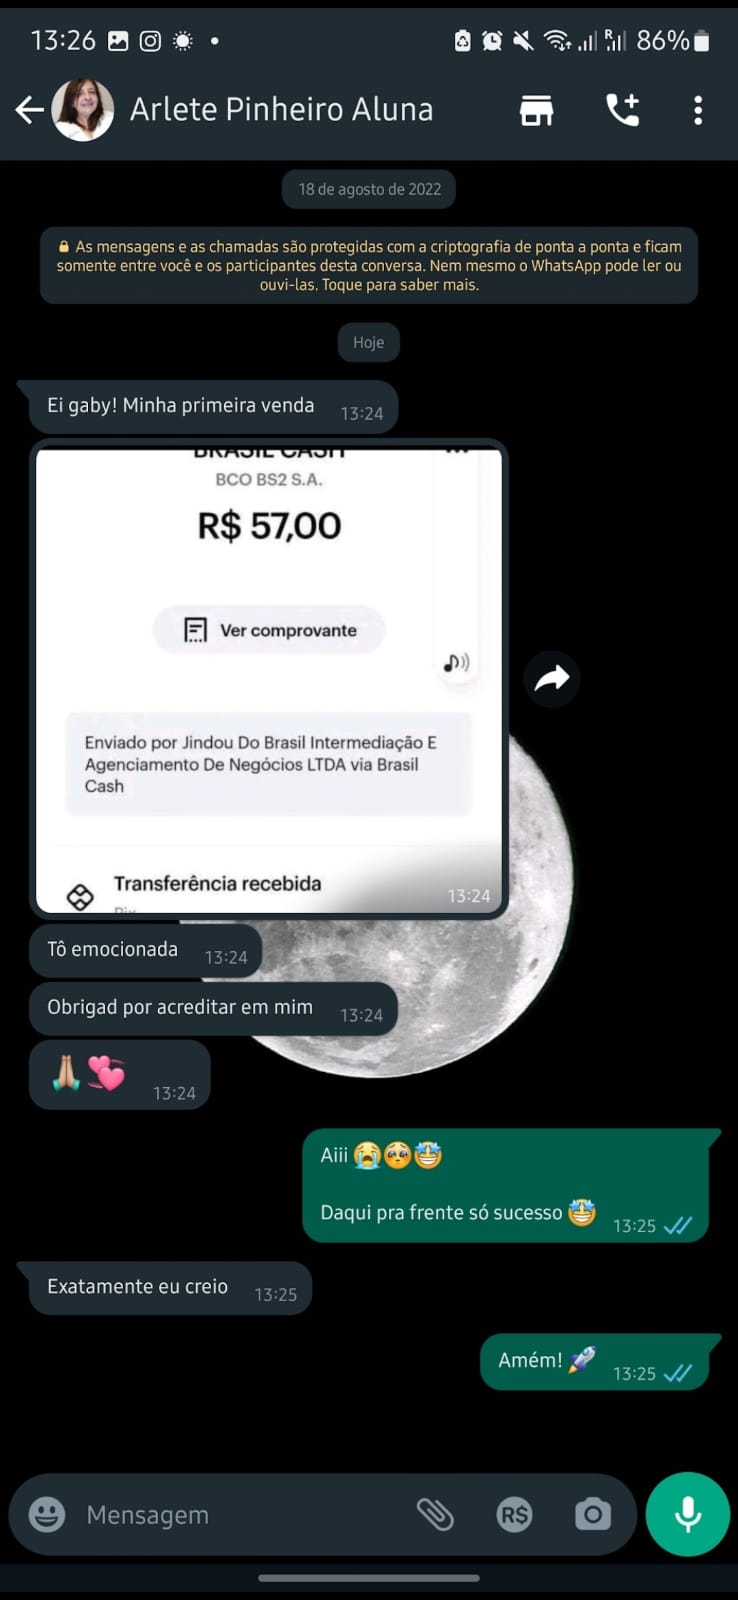 13:26
86%
Arlete Pinheiro Aluna
18 de agosto de 2022
As mensagens e as chamadas são protegidas com a criptografia de ponta a ponta e ficam
somente entre você e os participantes desta conversa. Nem mesmo o WhatsApp pode ler ou
ouvi-las. Toque para saber mais.
Hoje
Ei gaby! Minha primeira venda 13:24
BRASIL CASH
BCO BS2 S.A.
R$ 57,00
Ver comprovante
Enviado por Jindou Do Brasil Intermediação E
Agenciamento De Negócios LTDA via Brasil
Cash
Transferência recebida
Pix
13:24
Tô emocionada 13:24
Obrigad por acreditar em mim 13:24
🙏🏼💞 13:24
Aiii 😭🥺🤩
Daqui pra frente só sucesso 🤩 13:25
Exatamente eu creio 13:25
Amém! 🚀 13:25
Mensagem
R$